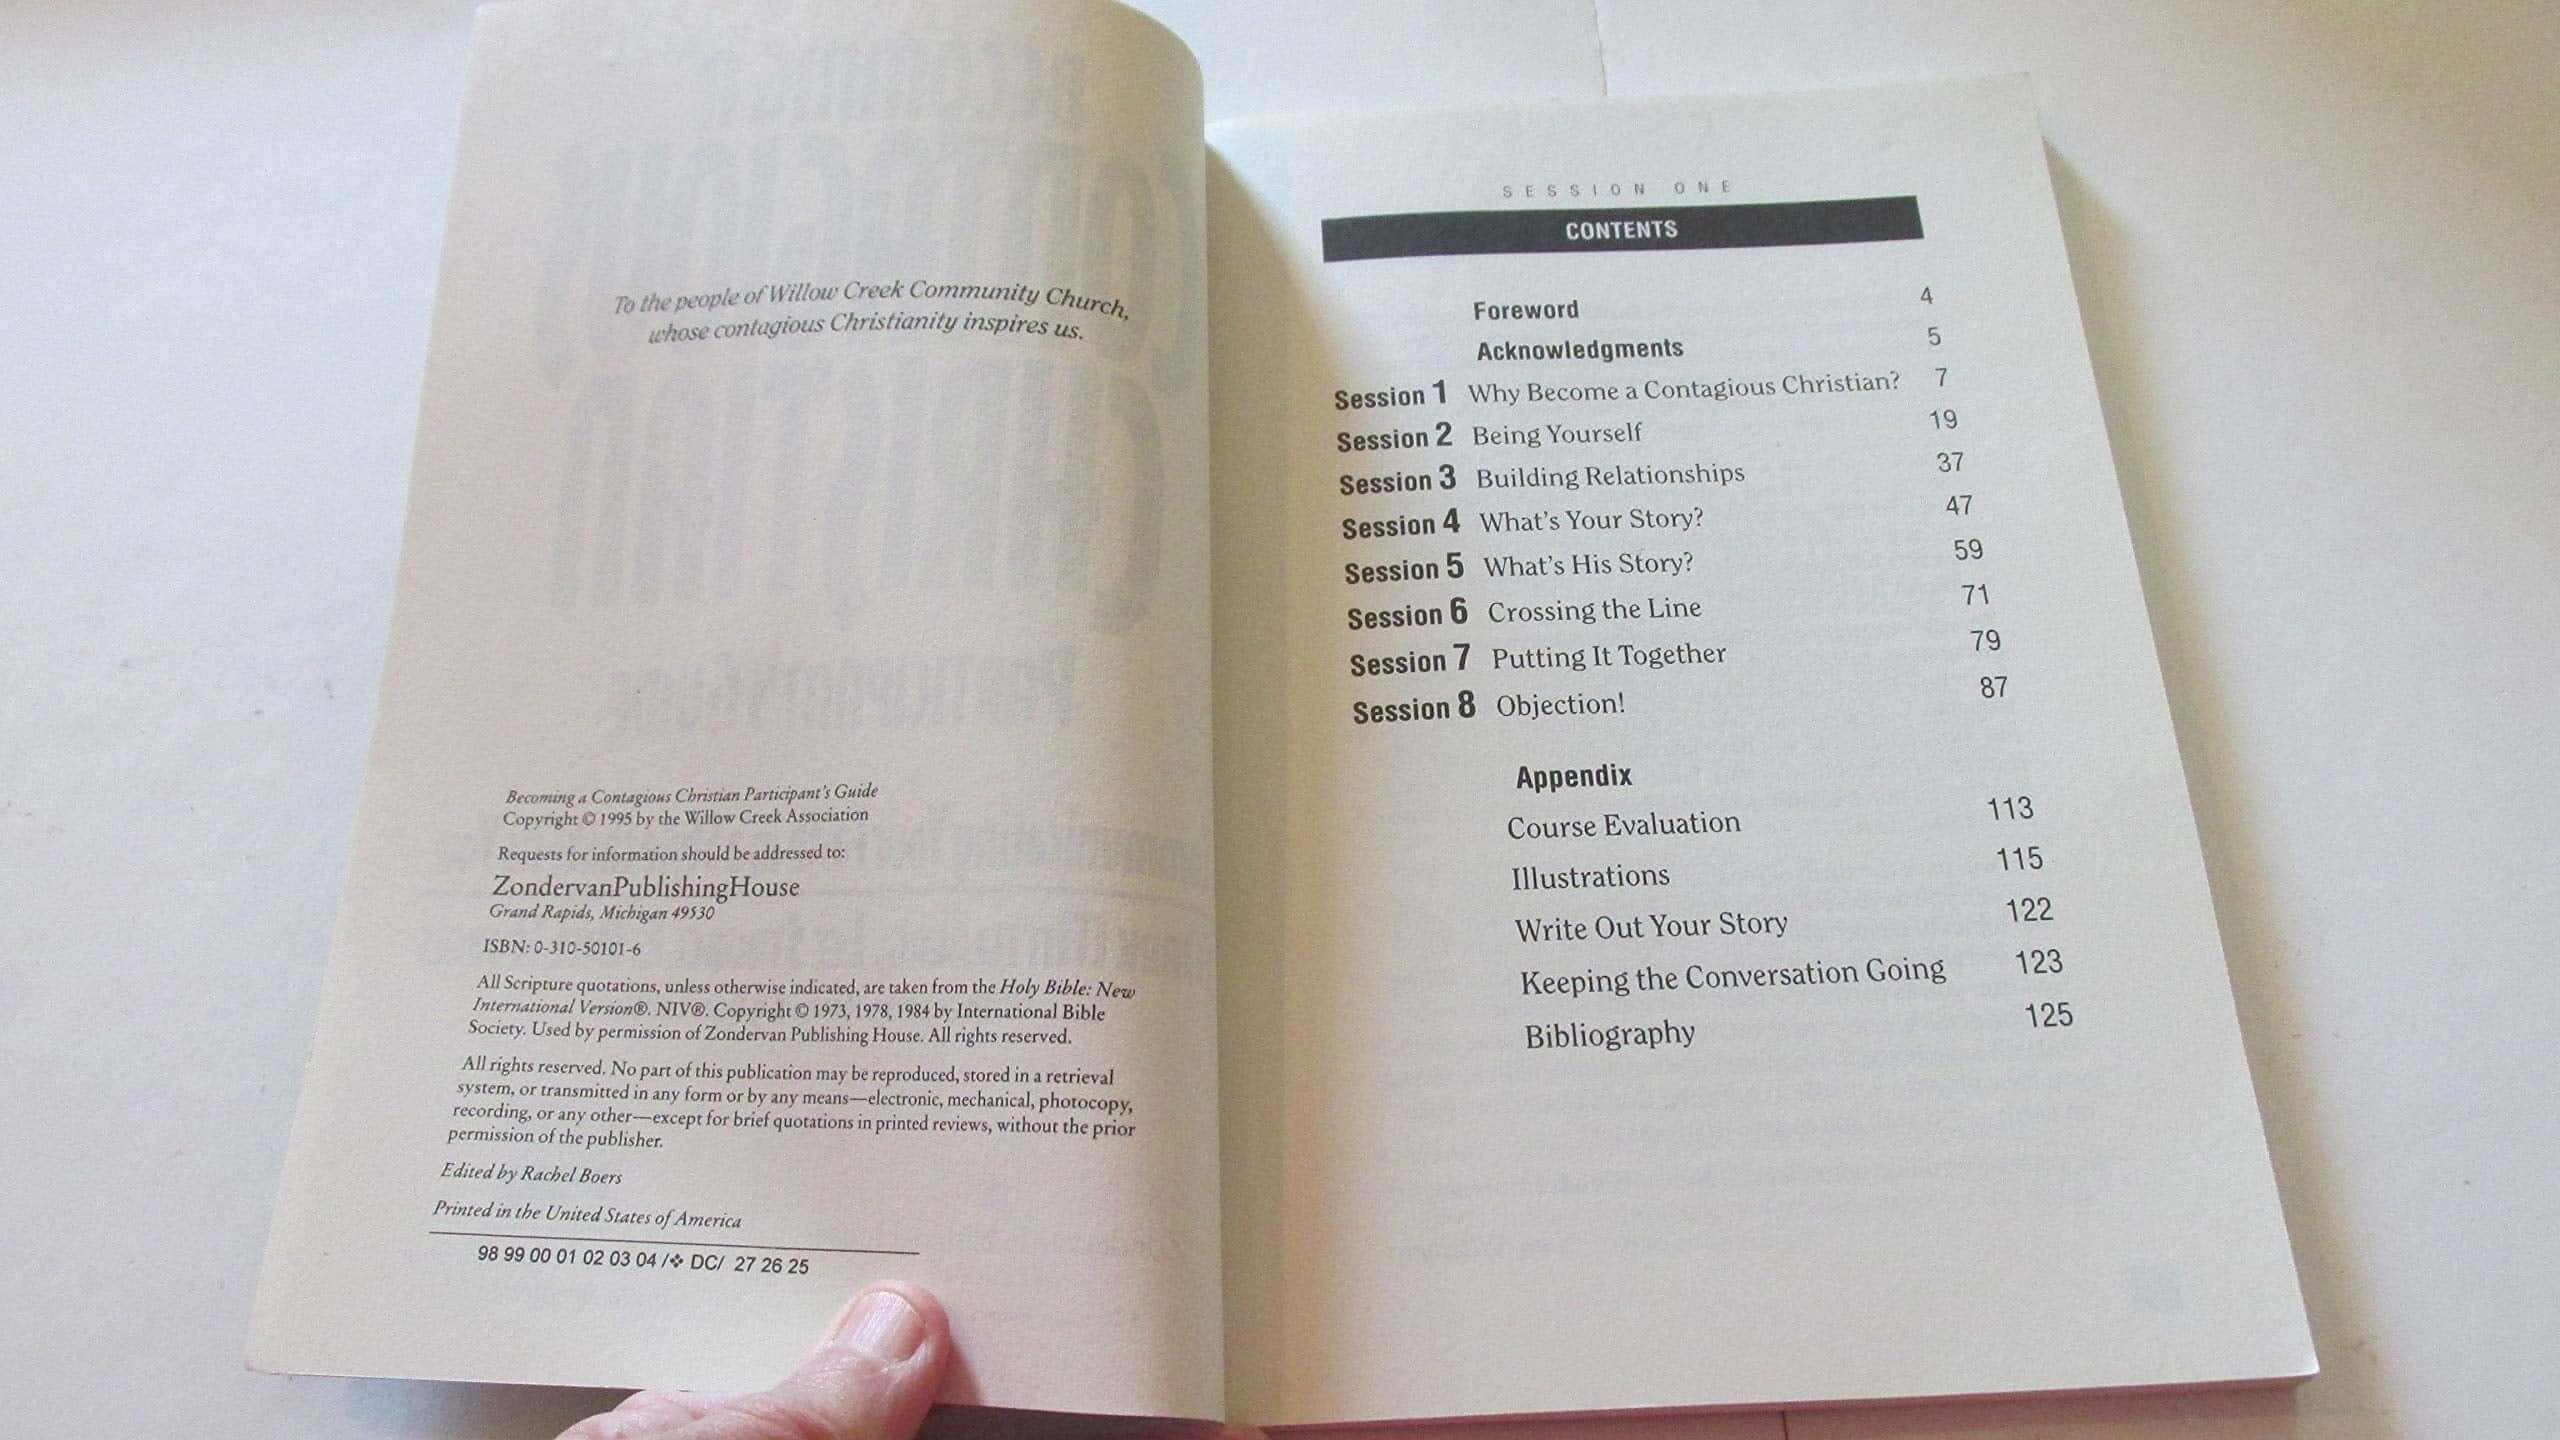 To the people of Willow Creek Community Church,
whose contagious Christianity inspires us.
Becoming a Contagious Christian Participant's Guide
Copyright © 1995 by the Willow Creek Association
Requests for information should be addressed to:
ZondervanPublishingHouse
Grand Rapids, Michigan 49530
ISBN: 0-310-50101-6
All Scripture quotations, unless otherwise indicated, are taken from the Holy Bible: New
International Version®. NIV®. Copyright © 1973, 1978, 1984 by International Bible
Society. Used by permission of Zondervan Publishing House. All rights reserved.
All rights reserved. No part of this publication may be reproduced, stored in a retrieval
system, or transmitted in any form or by any means—electronic, mechanical, photocopy,
recording, or any other—except for brief quotations in printed reviews, without the prior
permission of the publisher.
Edited by Rachel Boers
Printed in the United States of America
98 99 00 01 02 03 04 /❖ DC/ 27 26 25
SESSION ONE
CONTENTS
Foreword 4
Acknowledgments 5
Session 1 Why Become a Contagious Christian? 7
Session 2 Being Yourself 19
Session 3 Building Relationships 37
Session 4 What's Your Story? 47
Session 5 What's His Story? 59
Session 6 Crossing the Line 71
Session 7 Putting It Together 79
Session 8 Objection! 87
Appendix
Course Evaluation 113
Illustrations 115
Write Out Your Story 122
Keeping the Conversation Going 123
Bibliography 125